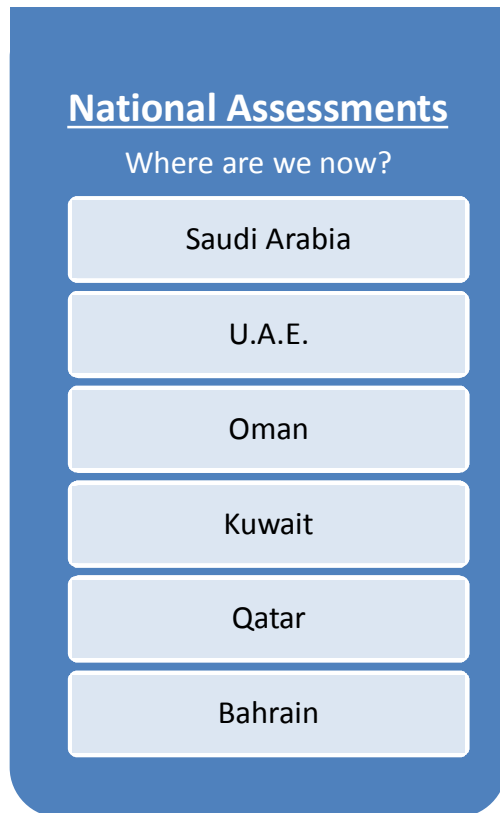 National Assessments
Where are we now?
Saudi Arabia
U.A.E.
Oman
Kuwait
Qatar
Bahrain